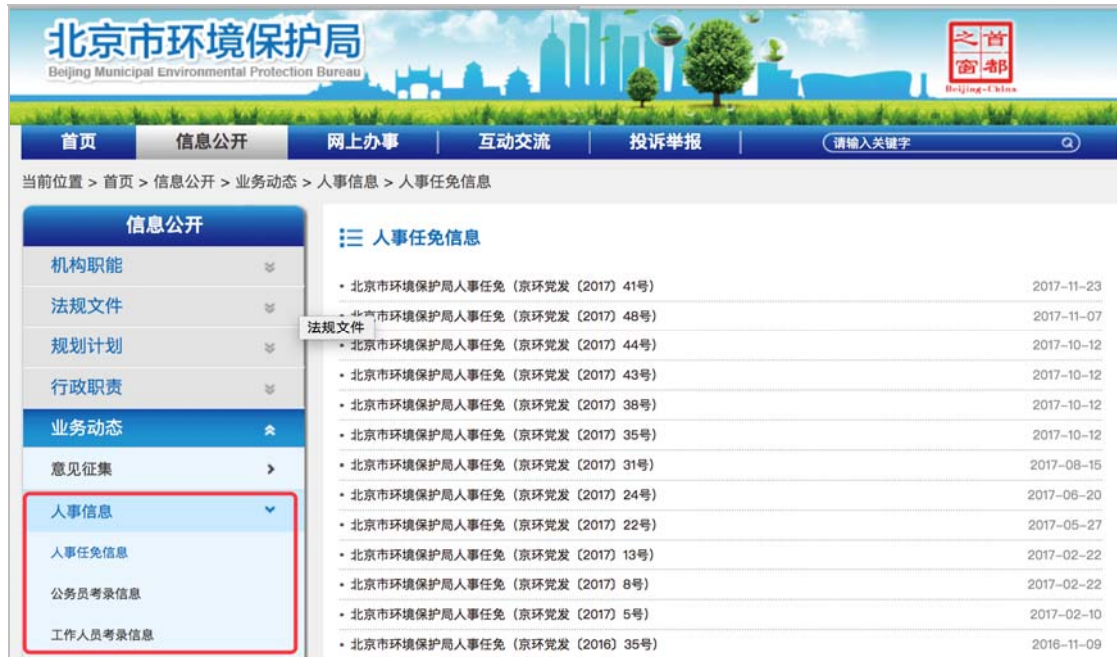 北京市环境保护局
Beijing Municipal Environmental Protection Bureau
首都之窗
Beijing-China
首页 信息公开 网上办事 互动交流 投诉举报 请输入关键字
当前位置 > 首页 > 信息公开 > 业务动态 > 人事信息 > 人事任免信息
信息公开
机构职能
法规文件
规划计划
行政职责
业务动态
意见征集
人事信息
人事任免信息
公务员考录信息
工作人员考录信息
法规文件
人事任免信息
• 北京市环境保护局人事任免（京环党发〔2017〕41号） 2017-11-23
• 北京市环境保护局人事任免（京环党发〔2017〕48号） 2017-11-07
• 北京市环境保护局人事任免（京环党发〔2017〕44号） 2017-10-12
• 北京市环境保护局人事任免（京环党发〔2017〕43号） 2017-10-12
• 北京市环境保护局人事任免（京环党发〔2017〕38号） 2017-10-12
• 北京市环境保护局人事任免（京环党发〔2017〕35号） 2017-10-12
• 北京市环境保护局人事任免（京环党发〔2017〕31号） 2017-08-15
• 北京市环境保护局人事任免（京环党发〔2017〕24号） 2017-06-20
• 北京市环境保护局人事任免（京环党发〔2017〕22号） 2017-05-27
• 北京市环境保护局人事任免（京环党发〔2017〕13号） 2017-02-22
• 北京市环境保护局人事任免（京环党发〔2017〕8号） 2017-02-22
• 北京市环境保护局人事任免（京环党发〔2017〕5号） 2017-02-10
• 北京市环境保护局人事任免（京环党发〔2016〕35号） 2016-11-09